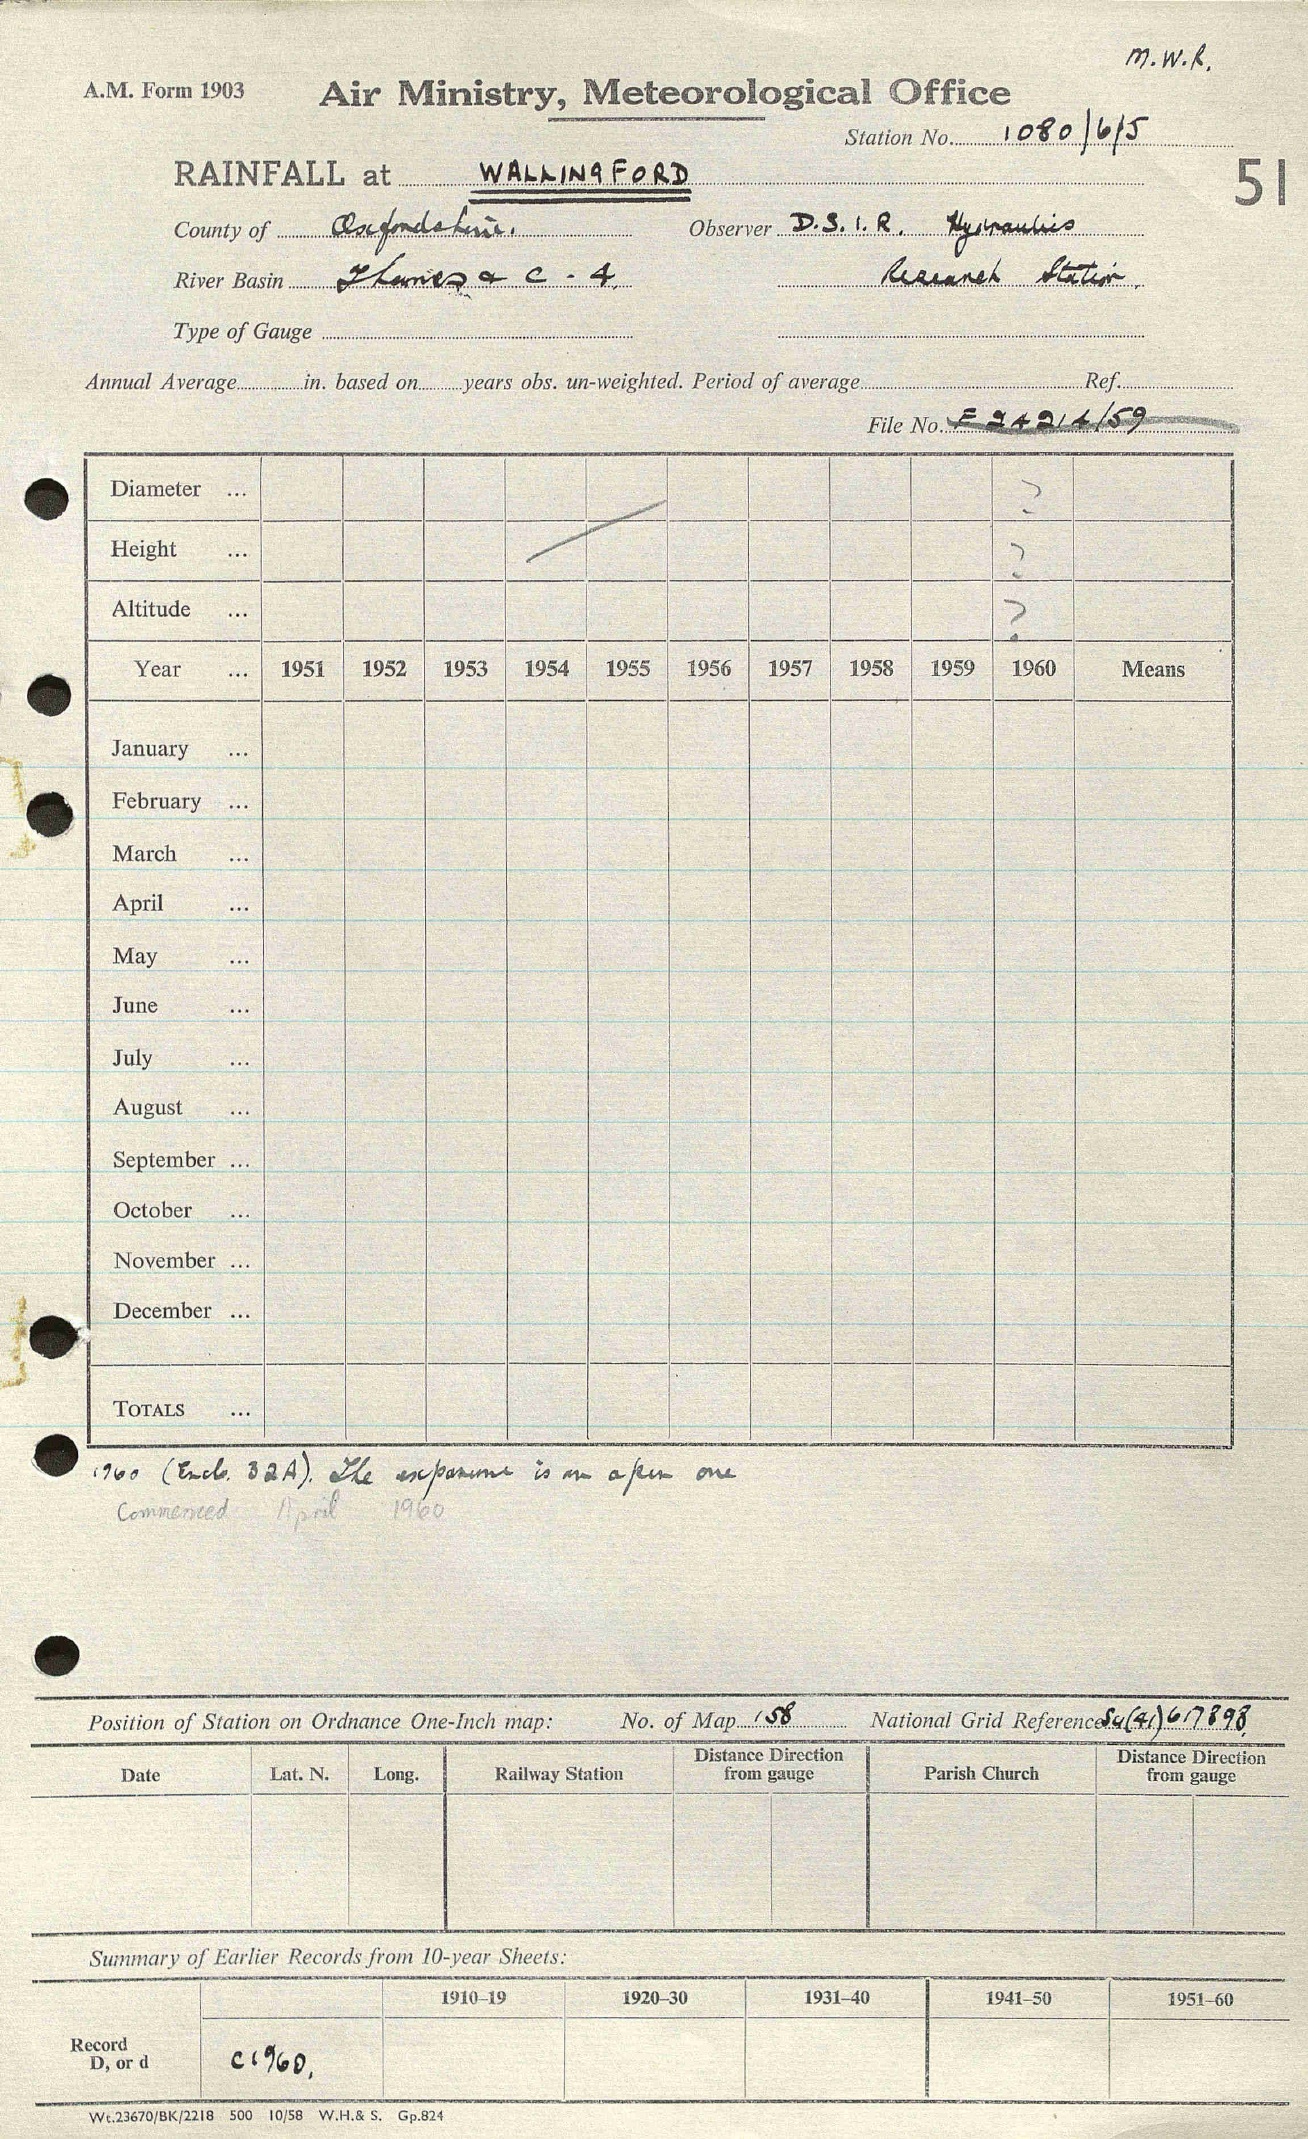 M.W.R.
A.M. Form 1903 Air Ministry, Meteorological Office
Station No. 1080/6/5
RAINFALL at WALLINGFORD
51
County of Oxfordshire. Observer D.S.I.R. Hydraulics
River Basin Thames & C - 4. Research Station.
Type of Gauge
Annual Average in. based on years obs. un-weighted. Period of average Ref.
File No. F 24214/59
Diameter ... ?
Height ... ?
Altitude ... ?
Year ... 1951 1952 1953 1954 1955 1956 1957 1958 1959 1960 Means
January ...
February ...
March ...
April ...
May ...
June ...
July ...
August ...
September ...
October ...
November ...
December ...
TOTALS ...
1960 (Encl. 32A). The exposure is an open one
Commenced April 1960
Position of Station on Ordnance One-Inch map: No. of Map 158 National Grid Reference SU(41)617898.
Date Lat. N. Long. Railway Station Distance Direction from gauge Parish Church Distance Direction from gauge
Summary of Earlier Records from 10-year Sheets:
1910–19 1920–30 1931–40 1941–50 1951–60
Record
D, or d C1960.
Wt.23670/BK/2218 500 10/58 W.H.& S. Gp.824